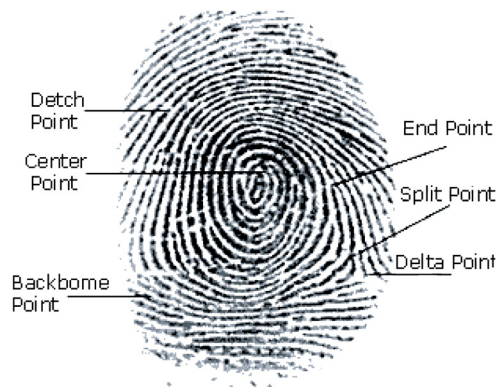 Detch
Point
Center
Point
Backbome
Point
End Point
Split Point
Delta Point